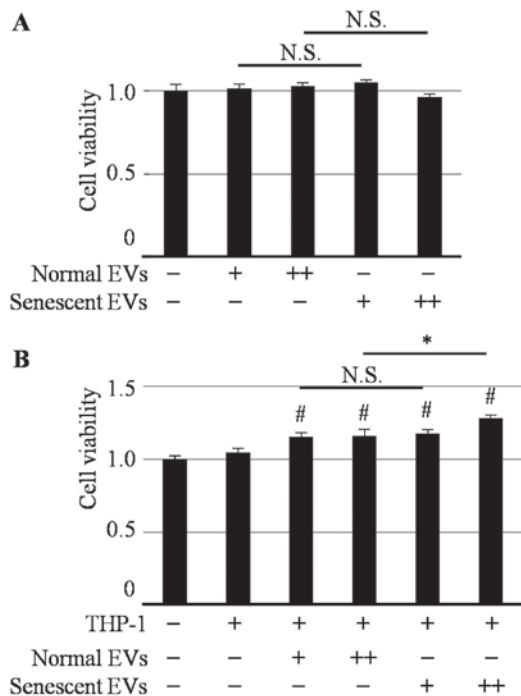 A
N.S.
N.S.
Cell viability
1.0
0.5
0
Normal EVs – + ++ – –
Senescent EVs – – – + ++
B
*
N.S.
Cell viability
1.5
# # # #
1.0
0.5
0
THP-1 – + + + + +
Normal EVs – – + ++ – –
Senescent EVs – – – – + ++